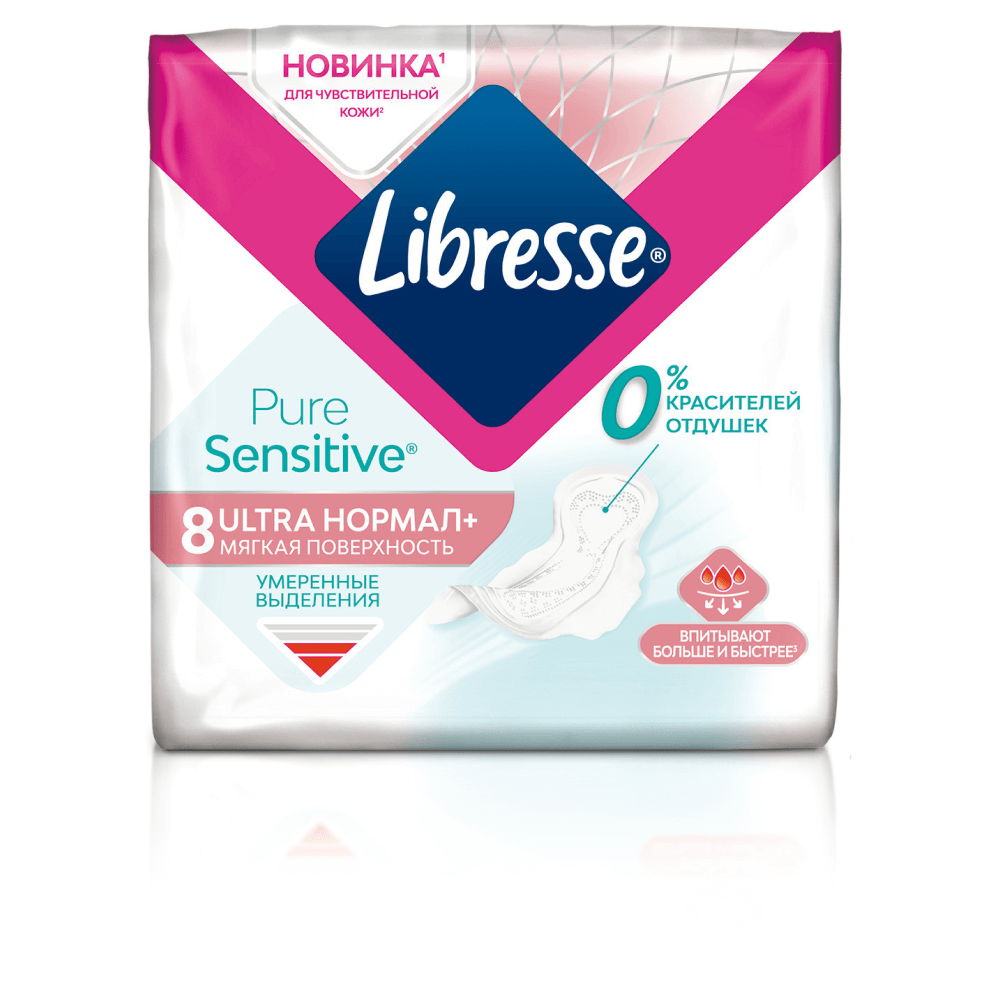 НОВИНКА¹
ДЛЯ ЧУВСТВИТЕЛЬНОЙ
КОЖИ²
Libresse®
0%
КРАСИТЕЛЕЙ
ОТДУШЕК
Pure
Sensitive®
8 ULTRA НОРМАЛ+
МЯГКАЯ ПОВЕРХНОСТЬ
УМЕРЕННЫЕ
ВЫДЕЛЕНИЯ
ВПИТЫВАЮТ
БОЛЬШЕ И БЫСТРЕЕ³